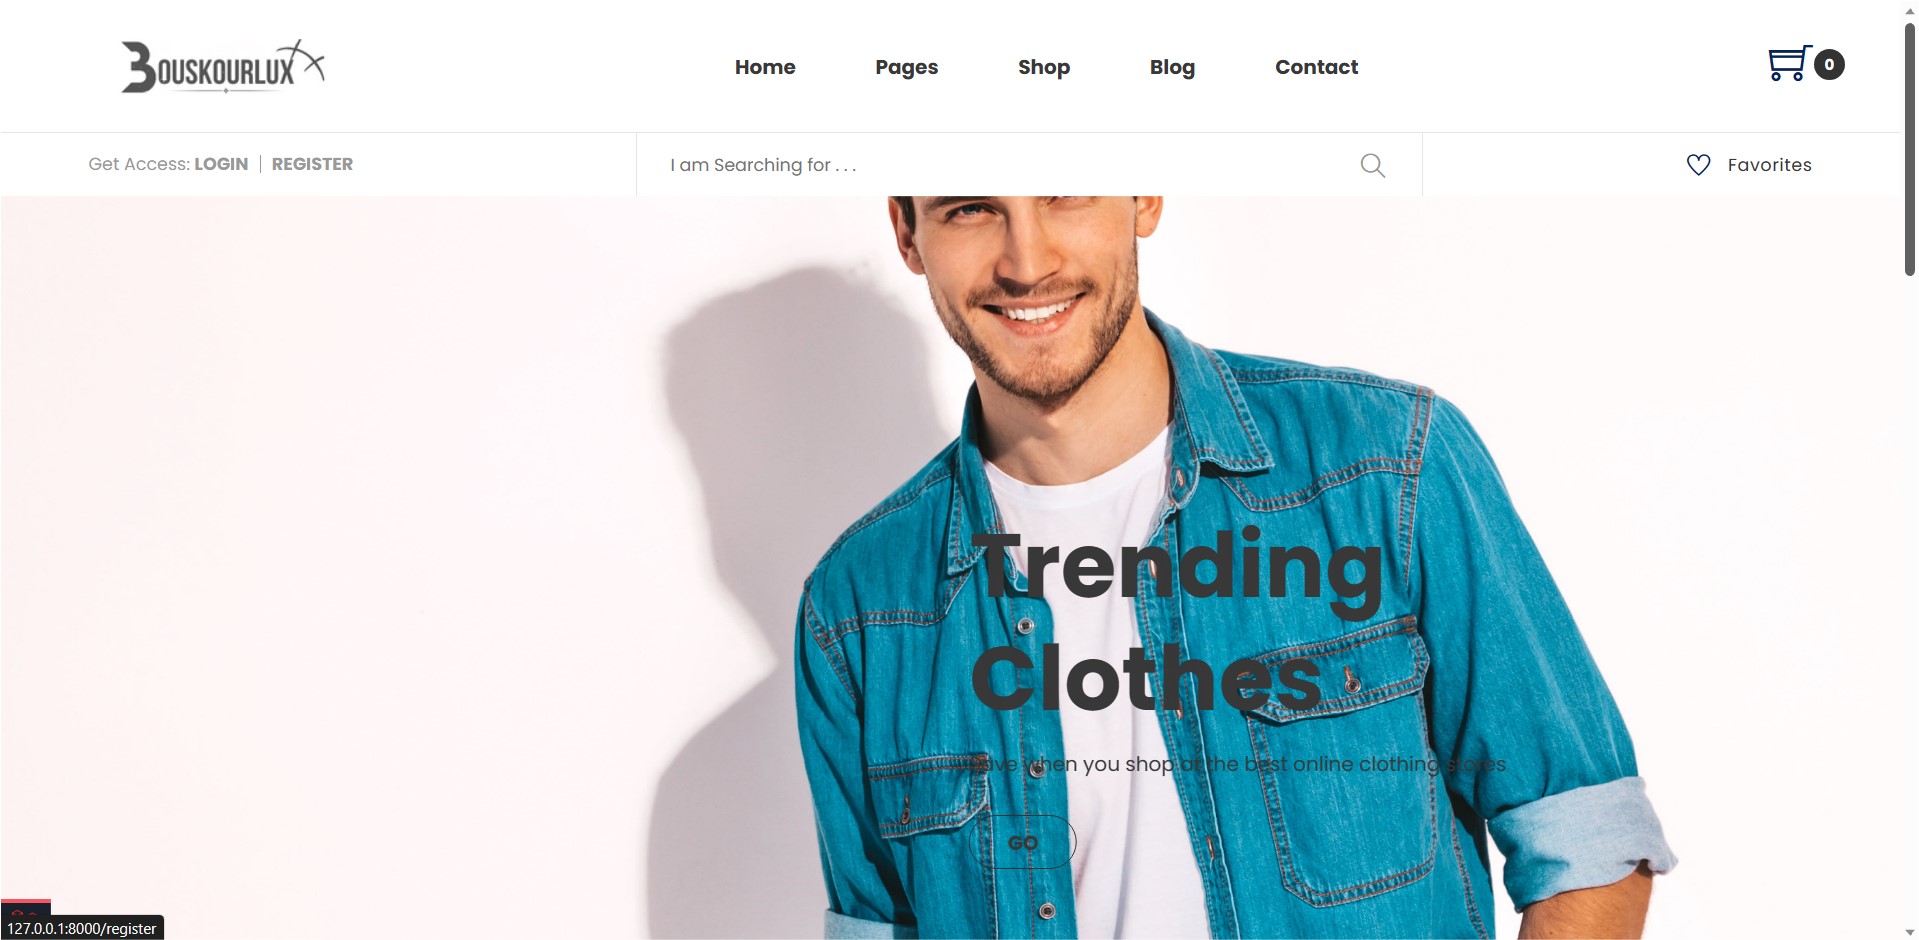 BOUSKOURLUX
Home Pages Shop Blog Contact
0
Get Access: LOGIN | REGISTER
I am Searching for . . .
Favorites
Trending
Clothes
Save when you shop at the best online clothing stores
GO
127.0.0.1:8000/register